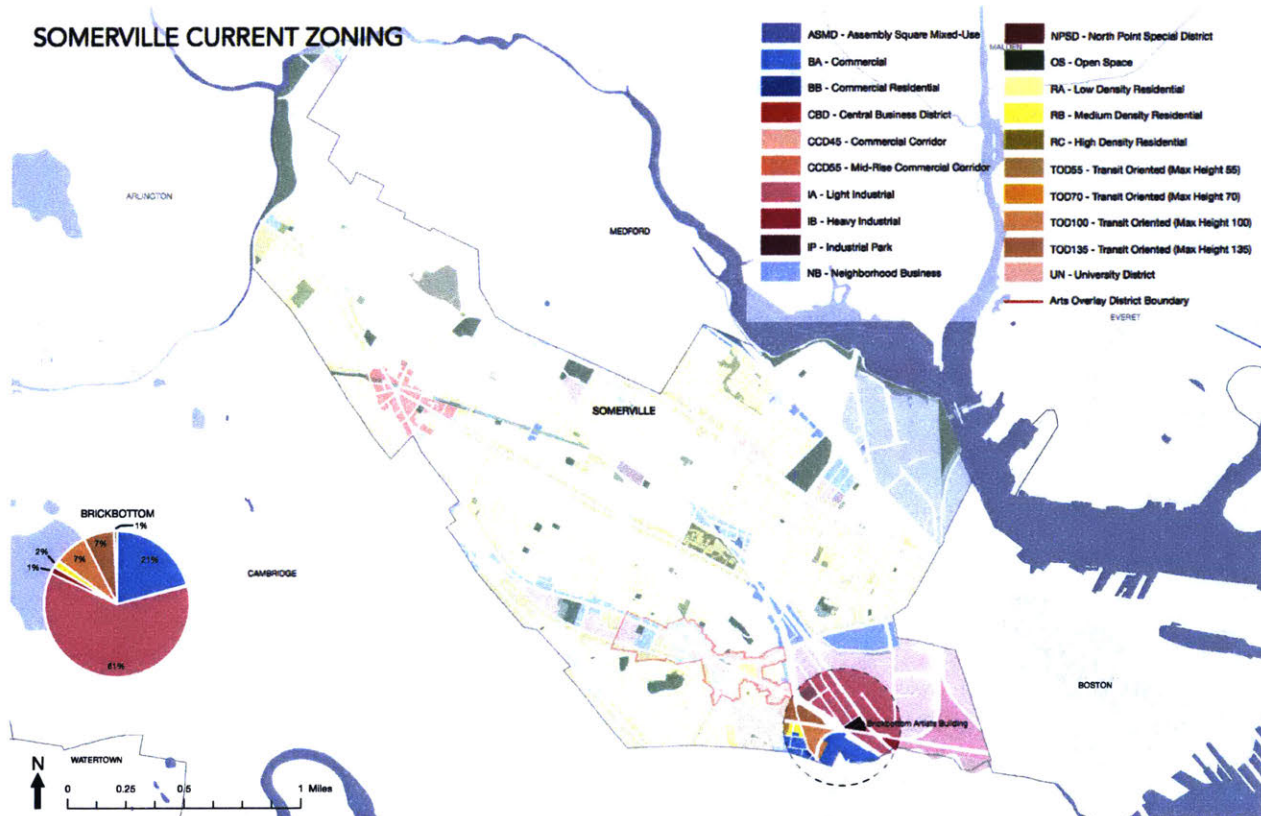 SOMERVILLE CURRENT ZONING
ASMD - Assembly Square Mixed-Use
BA - Commercial
BB - Commercial Residential
CBD - Central Business District
CCD45 - Commercial Corridor
CCD55 - Mid-Rise Commercial Corridor
IA - Light Industrial
IB - Heavy Industrial
IP - Industrial Park
NB - Neighborhood Business
NPSD - North Point Special District
MALDEN
OS - Open Space
RA - Low Density Residential
RB - Medium Density Residential
RC - High Density Residential
TOD55 - Transit Oriented (Max Height 55)
TOD70 - Transit Oriented (Max Height 70)
TOD100 - Transit Oriented (Max Height 100)
TOD135 - Transit Oriented (Max Height 135)
UN - University District
Arts Overlay District Boundary
EVERET
ARLINGTON
MEDFORD
SOMERVILLE
BRICKBOTTOM
1%
7%
7%
2%
1%
21%
61%
CAMBRIDGE
BOSTON
Brickbottom Artists Building
WATERTOWN
N
0 0.25 0.5 1 Miles